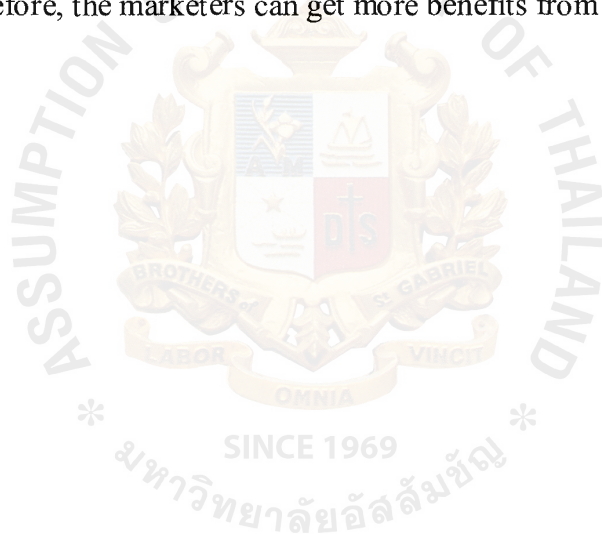 efore, the marketers can get more benefits from
ASSUMPTION OF THAILAND
A M
D S
BROTHERS of ST GABRIEL
LABOR OMNIA VINCIT
* SINCE 1969 *
มหาวิทยาลัยอัสสัมชัญ